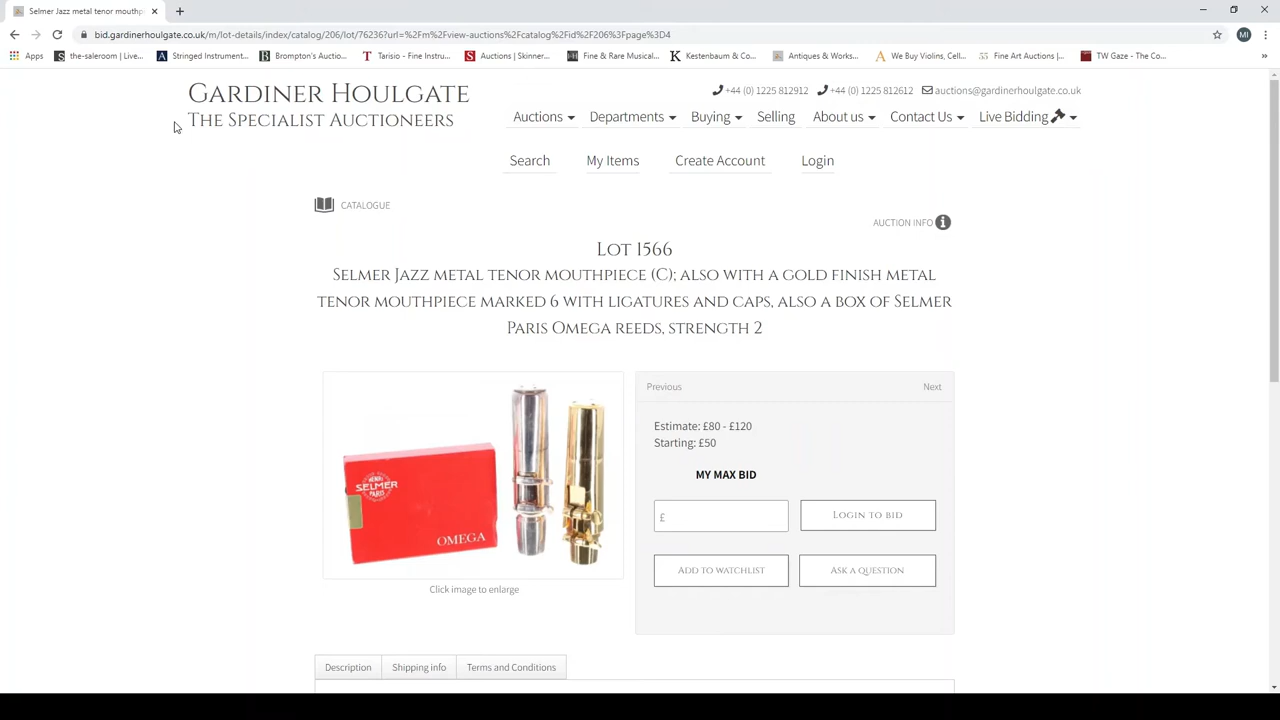 Selmer Jazz metal tenor mouthp
bid.gardinerhoulgate.co.uk/m/lot-details/index/catalog/206/lot/76236?url=%2Fm%2Fview-auctions%2Fcatalog%2Fid%2F206%3Fpage%3D4
MI
Apps
the-saleroom | Live...
Stringed Instrument...
Brompton's Auctio...
Tarisio – Fine Instru...
Auctions | Skinner...
Fine & Rare Musical...
Kestenbaum & Co...
Antiques & Works...
We Buy Violins, Cell...
Fine Art Auctions |...
TW Gaze - The Co...
»
Gardiner Houlgate
The Specialist Auctioneers
+44 (0) 1225 812912
+44 (0) 1225 812612
auctions@gardinerhoulgate.co.uk
Auctions
Departments
Buying
Selling
About us
Contact Us
Live Bidding
Search
My Items
Create Account
Login
CATALOGUE
AUCTION INFO
Lot 1566
Selmer Jazz metal tenor mouthpiece (C); also with a gold finish metal
tenor mouthpiece marked 6 with ligatures and caps, also a box of Selmer
Paris Omega reeds, strength 2
HENRI
SELMER
PARIS
OMEGA
Click image to enlarge
Previous
Next
Estimate: £80 - £120
Starting: £50
MY MAX BID
£
Login to bid
Add to watchlist
Ask a question
Description
Shipping info
Terms and Conditions